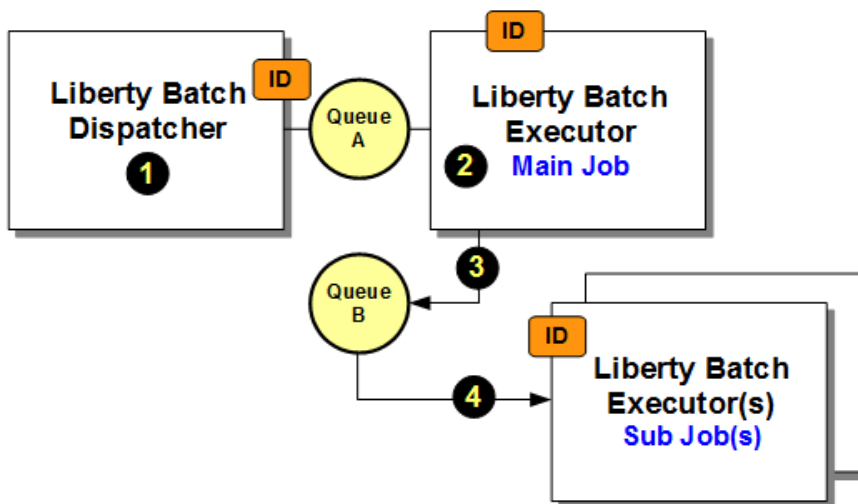 ID
Liberty Batch
Dispatcher
1
ID
Queue
A
Liberty Batch
Executor
Main Job
2
3
Queue
B
4
ID
Liberty Batch
Executor(s)
Sub Job(s)